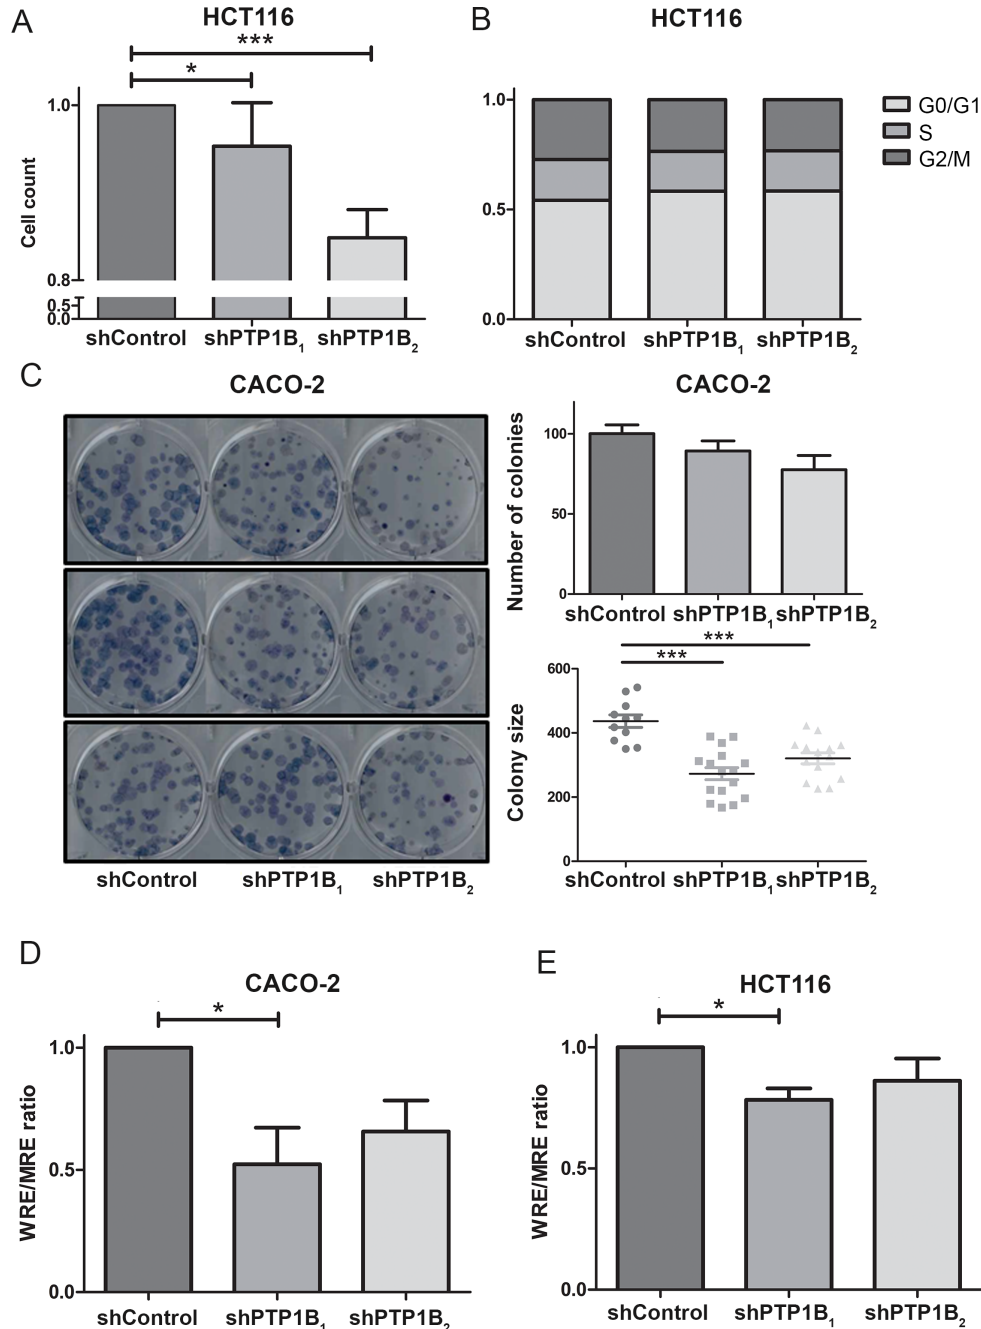 A
HCT116
***
*
1.0
0.8
0.5
0.0
Cell count
shControl shPTP1B1 shPTP1B2
B
HCT116
1.0
0.5
0.0
G0/G1
S
G2/M
shControl shPTP1B1 shPTP1B2
C
CACO-2
shControl shPTP1B1 shPTP1B2
CACO-2
Number of colonies
100
50
0
shControl shPTP1B1 shPTP1B2
***
***
Colony size
600
400
200
0
shControl shPTP1B1 shPTP1B2
D
CACO-2
*
WRE/MRE ratio
1.0
0.5
0.0
shControl shPTP1B1 shPTP1B2
E
HCT116
*
WRE/MRE ratio
1.0
0.5
0.0
shControl shPTP1B1 shPTP1B2